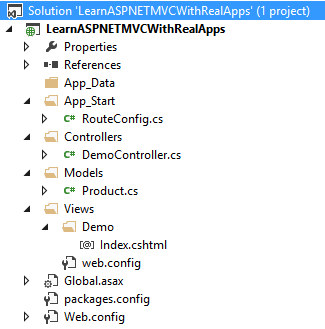 Solution 'LearnASPNETMVCWithRealApps' (1 project)
LearnASPNETMVCWithRealApps
Properties
References
App_Data
App_Start
RouteConfig.cs
Controllers
DemoController.cs
Models
Product.cs
Views
Demo
Index.cshtml
web.config
Global.asax
packages.config
Web.config